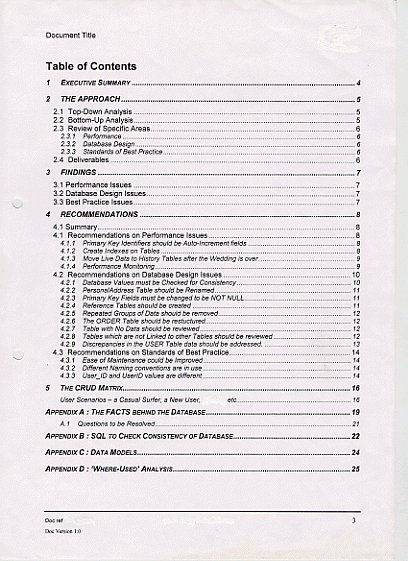 Document Title
Table of Contents
1 EXECUTIVE SUMMARY 4
2 THE APPROACH 5
2.1 Top-Down Analysis 5
2.2 Bottom-Up Analysis 5
2.3 Review of Specific Areas 6
2.3.1 Performance 6
2.3.2 Database Design 6
2.3.3 Standards of Best Practice 6
2.4 Deliverables 6
3 FINDINGS 7
3.1 Performance Issues 7
3.2 Database Design Issues 7
3.3 Best Practice Issues 7
4 RECOMMENDATIONS 8
4.1 Summary 8
4.1 Recommendations on Performance Issues 8
4.1.1 Primary Key Identifiers should be Auto-Increment fields 8
4.1.2 Create Indexes on Tables 8
4.1.3 Move Live Data to History Tables after the Wedding is over 9
4.1.4 Performance Monitoring 9
4.2 Recommendations on Database Design Issues 10
4.2.1 Database Values must be Checked for Consistency 10
4.2.2 PersonalAddress Table should be Renamed 11
4.2.3 Primary Key Fields must be changed to be NOT NULL 11
4.2.4 Reference Tables should be created 11
4.2.5 Repeated Groups of Data should be removed 12
4.2.6 The ORDER Table should be restuctured 12
4.2.7 Table with No Data should be reviewed 12
4.2.8 Tables which are not Linked to other Tables should be reviewed 12
4.2.9 Discrepancies in the USER Table data should be addressed. 13
4.3 Recommendations on Standards of Best Practice 14
4.3.1 Ease of Maintenance could be Improved 14
4.3.2 Different Naming conventions are in use 14
4.3.3 User_ID and UserID values are different 14
5 THE CRUD MATRIX 16
User Scenarios – a Casual Surfer, a New User, etc 16
APPENDIX A : THE FACTS BEHIND THE DATABASE 19
A.1 Questions to be Resolved 21
APPENDIX B : SQL TO CHECK CONSISTENCY OF DATABASE 22
APPENDIX C : DATA MODELS 24
APPENDIX D : 'WHERE-USED' ANALYSIS 25
Doc ref 3
Doc Version 1.0